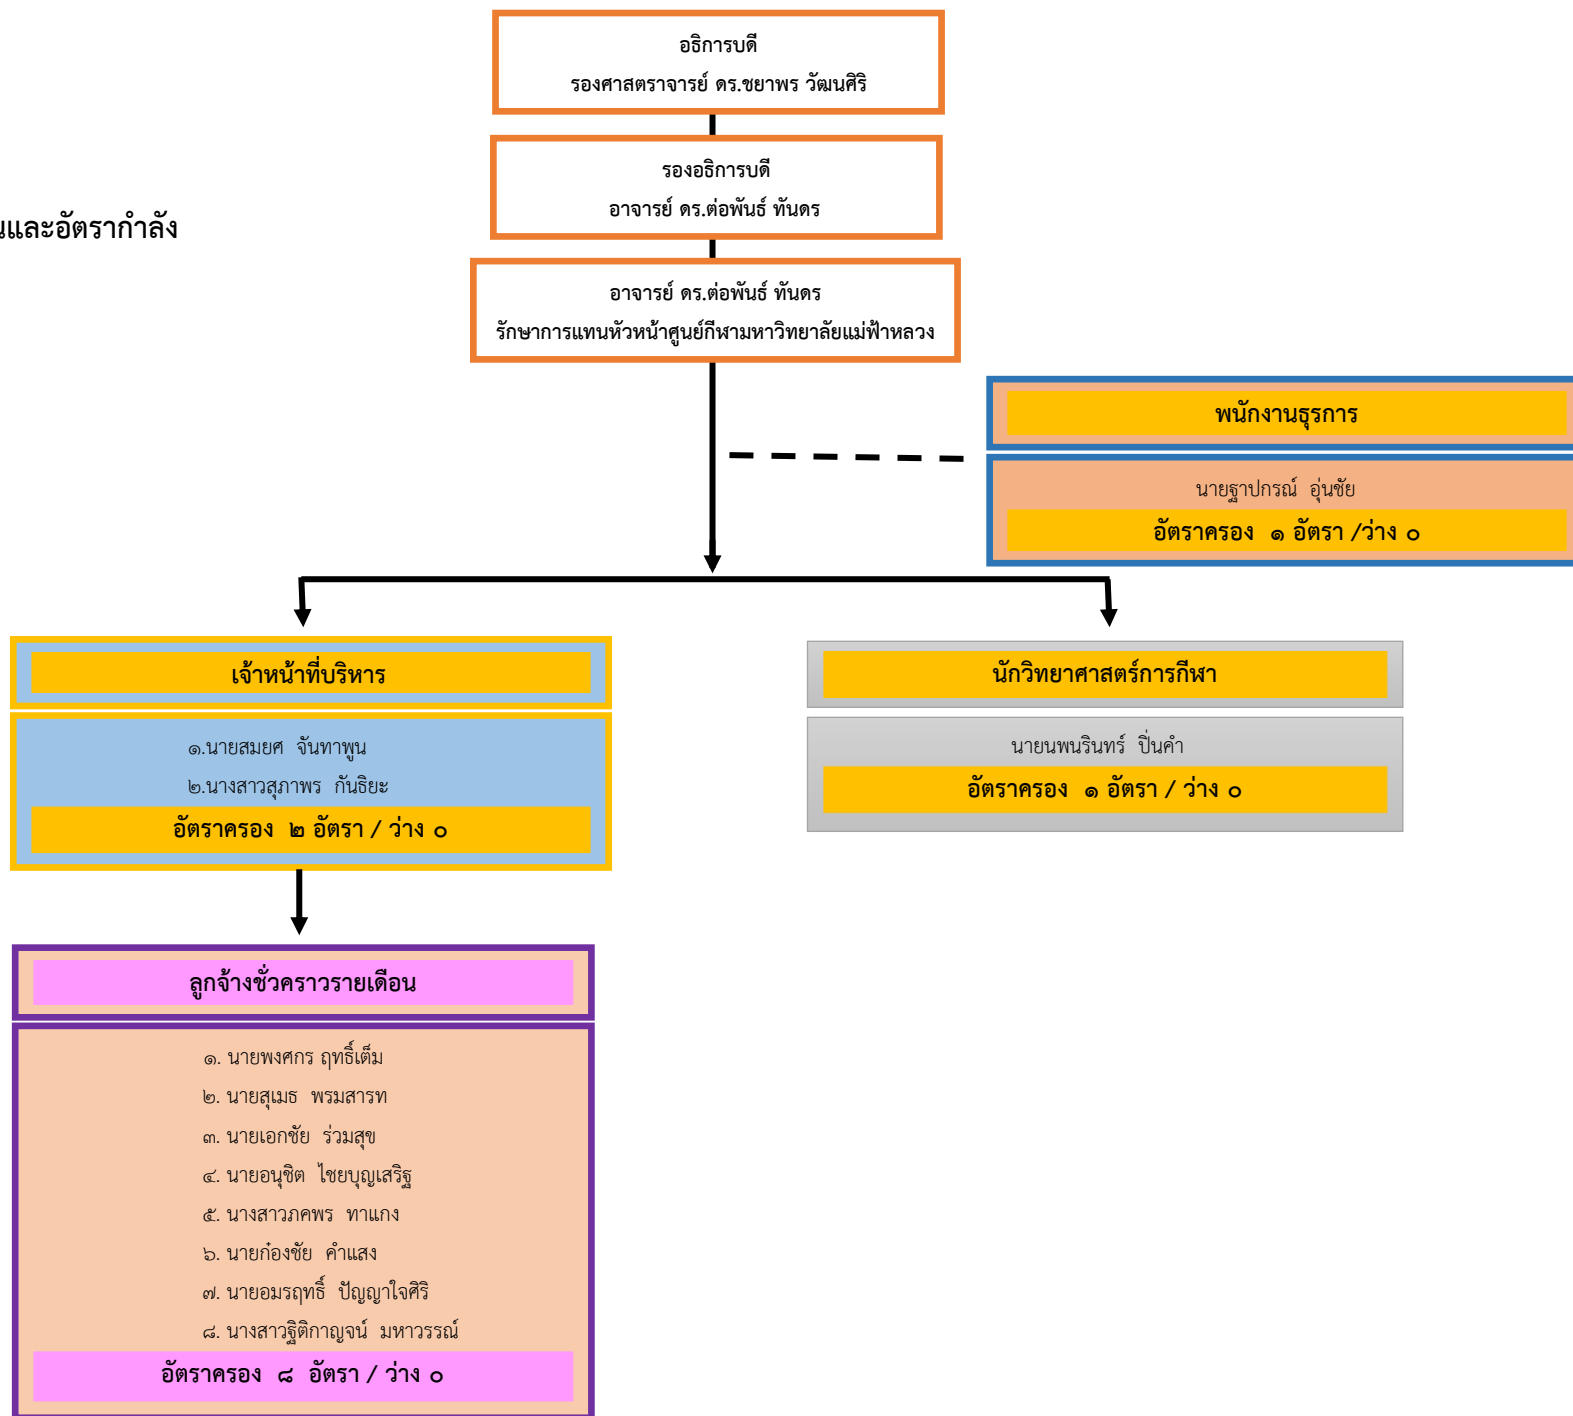 อธิการบดี
รองศาสตราจารย์ ดร.ชยาพร วัฒนศิริ
รองอธิการบดี
อาจารย์ ดร.ต่อพันธ์ ทันดร
นและอัตรากำลัง
อาจารย์ ดร.ต่อพันธ์ ทันดร
รักษาการแทนหัวหน้าศูนย์กีฬามหาวิทยาลัยแม่ฟ้าหลวง
พนักงานธุรการ
นายฐาปกรณ์ อุ่นชัย
อัตราครอง ๑ อัตรา /ว่าง ๐
เจ้าหน้าที่บริหาร
๑.นายสมยศ จันทาพูน
๒.นางสาวสุภาพร กันธิยะ
อัตราครอง ๒ อัตรา / ว่าง ๐
นักวิทยาศาสตร์การกีฬา
นายนพนรินทร์ ปิ่นคำ
อัตราครอง ๑ อัตรา / ว่าง ๐
ลูกจ้างชั่วคราวรายเดือน
๑. นายพงศกร ฤทธิ์เต็ม
๒. นายสุเมธ พรมสารท
๓. นายเอกชัย ร่วมสุข
๔. นายอนุชิต ไชยบุญเสริฐ
๕. นางสาวภคพร ทาแกง
๖. นายก๋องชัย คำแสง
๗. นายอมรฤทธิ์ ปัญญาใจศิริ
๘. นางสาวฐิติกาญจน์ มหาวรรณ์
อัตราครอง ๘ อัตรา / ว่าง ๐